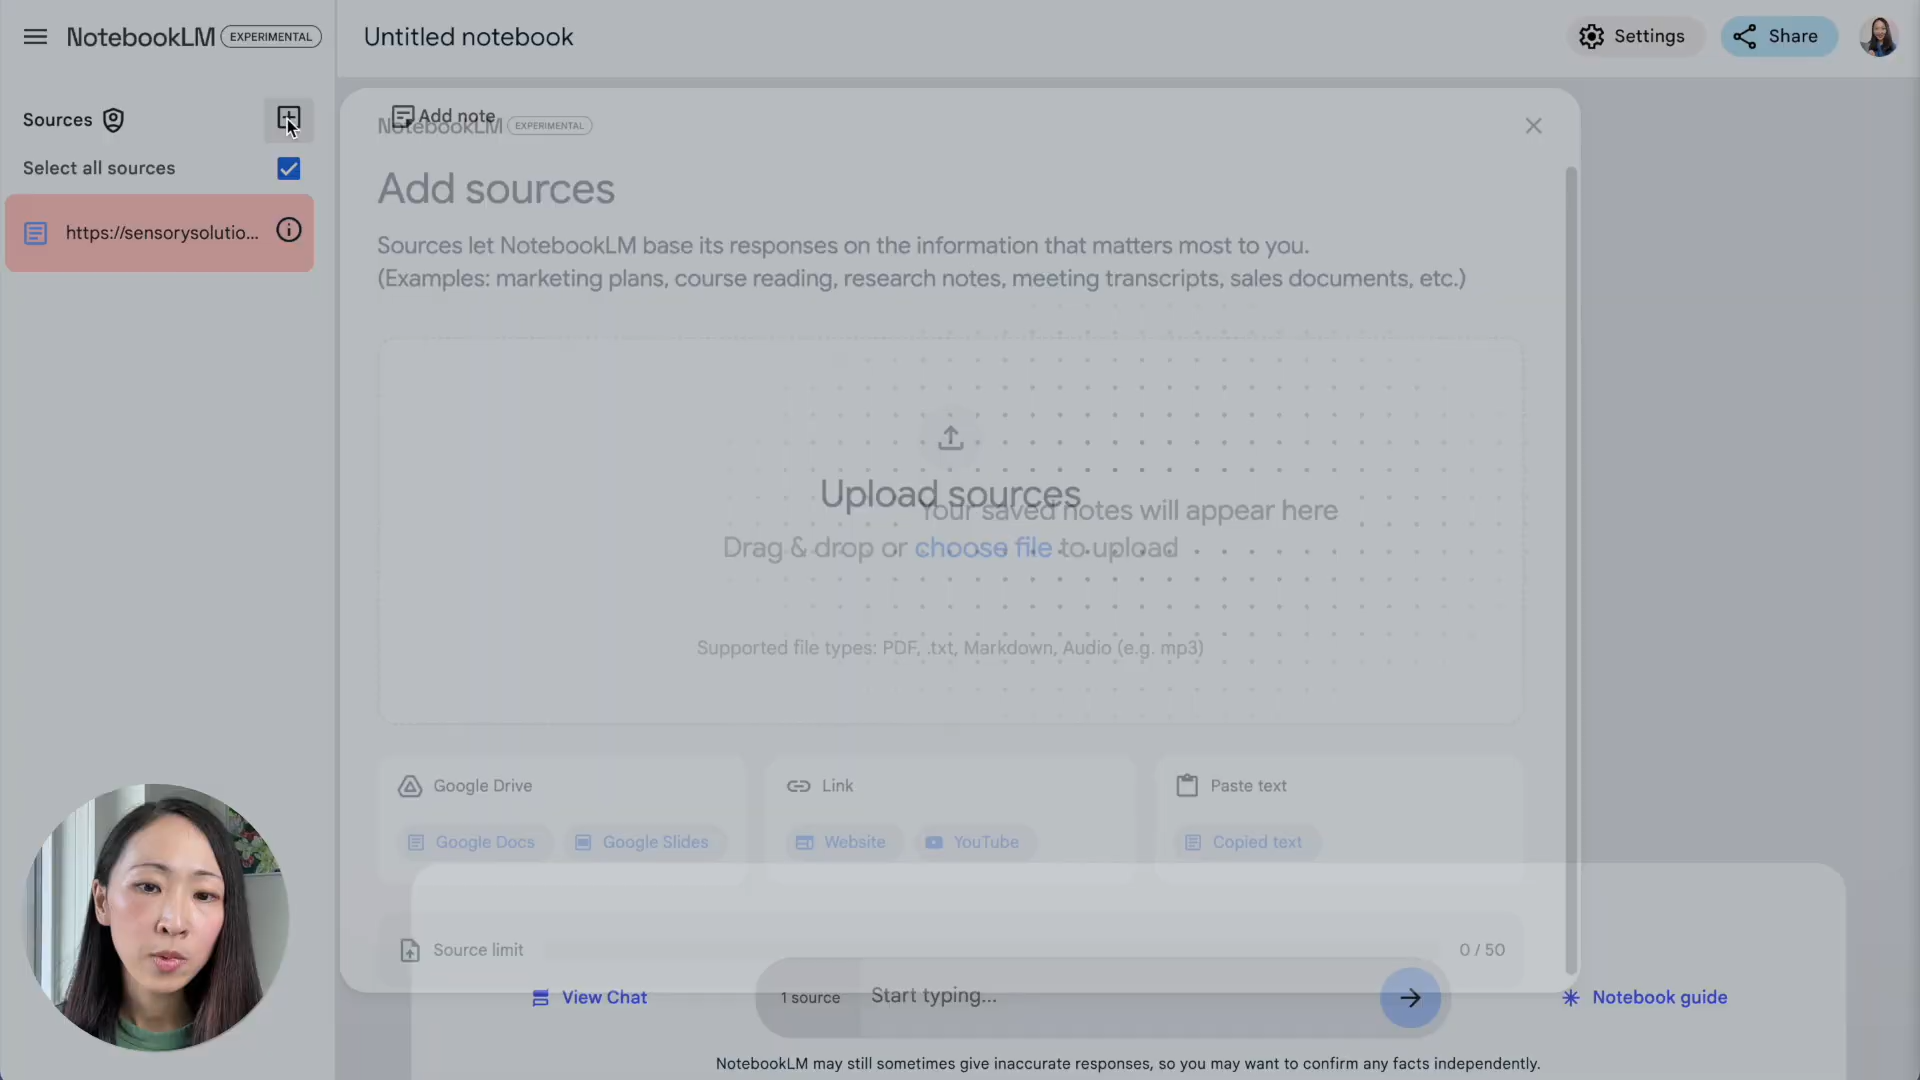 NotebookLM EXPERIMENTAL
Untitled notebook
Settings
Share
Sources
Select all sources
https://sensorysolutio...
Add note
NotebookLM EXPERIMENTAL
Add sources
Sources let NotebookLM base its responses on the information that matters most to you.
(Examples: marketing plans, course reading, research notes, meeting transcripts, sales documents, etc.)
Upload sources
Your saved notes will appear here
Drag & drop or choose file to upload
Supported file types: PDF, .txt, Markdown, Audio (e.g. mp3)
Google Drive
Google Docs
Google Slides
Link
Website
YouTube
Paste text
Copied text
Source limit
0 / 50
View Chat
1 source
Start typing...
Notebook guide
NotebookLM may still sometimes give inaccurate responses, so you may want to confirm any facts independently.